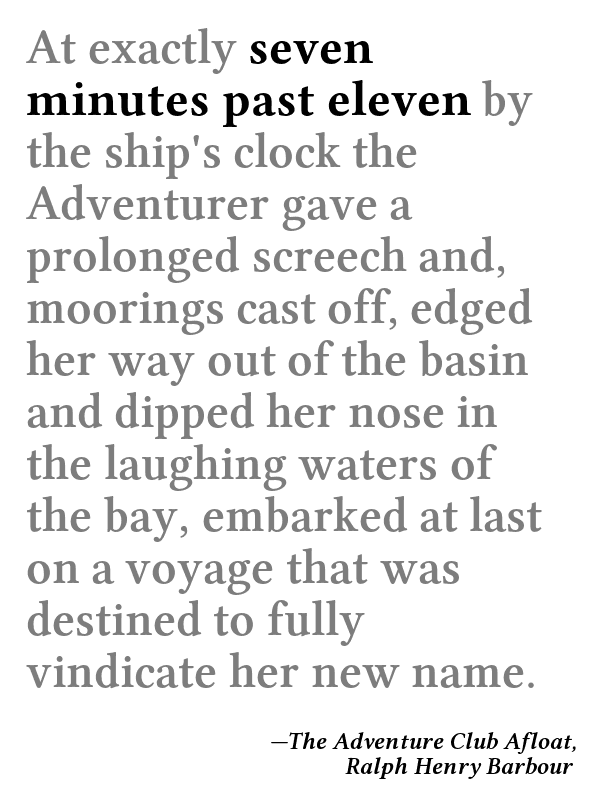 At exactly seven
minutes past eleven by
the ship's clock the
Adventurer gave a
prolonged screech and,
moorings cast off, edged
her way out of the basin
and dipped her nose in
the laughing waters of
the bay, embarked at last
on a voyage that was
destined to fully
vindicate her new name.
—The Adventure Club Afloat,
Ralph Henry Barbour